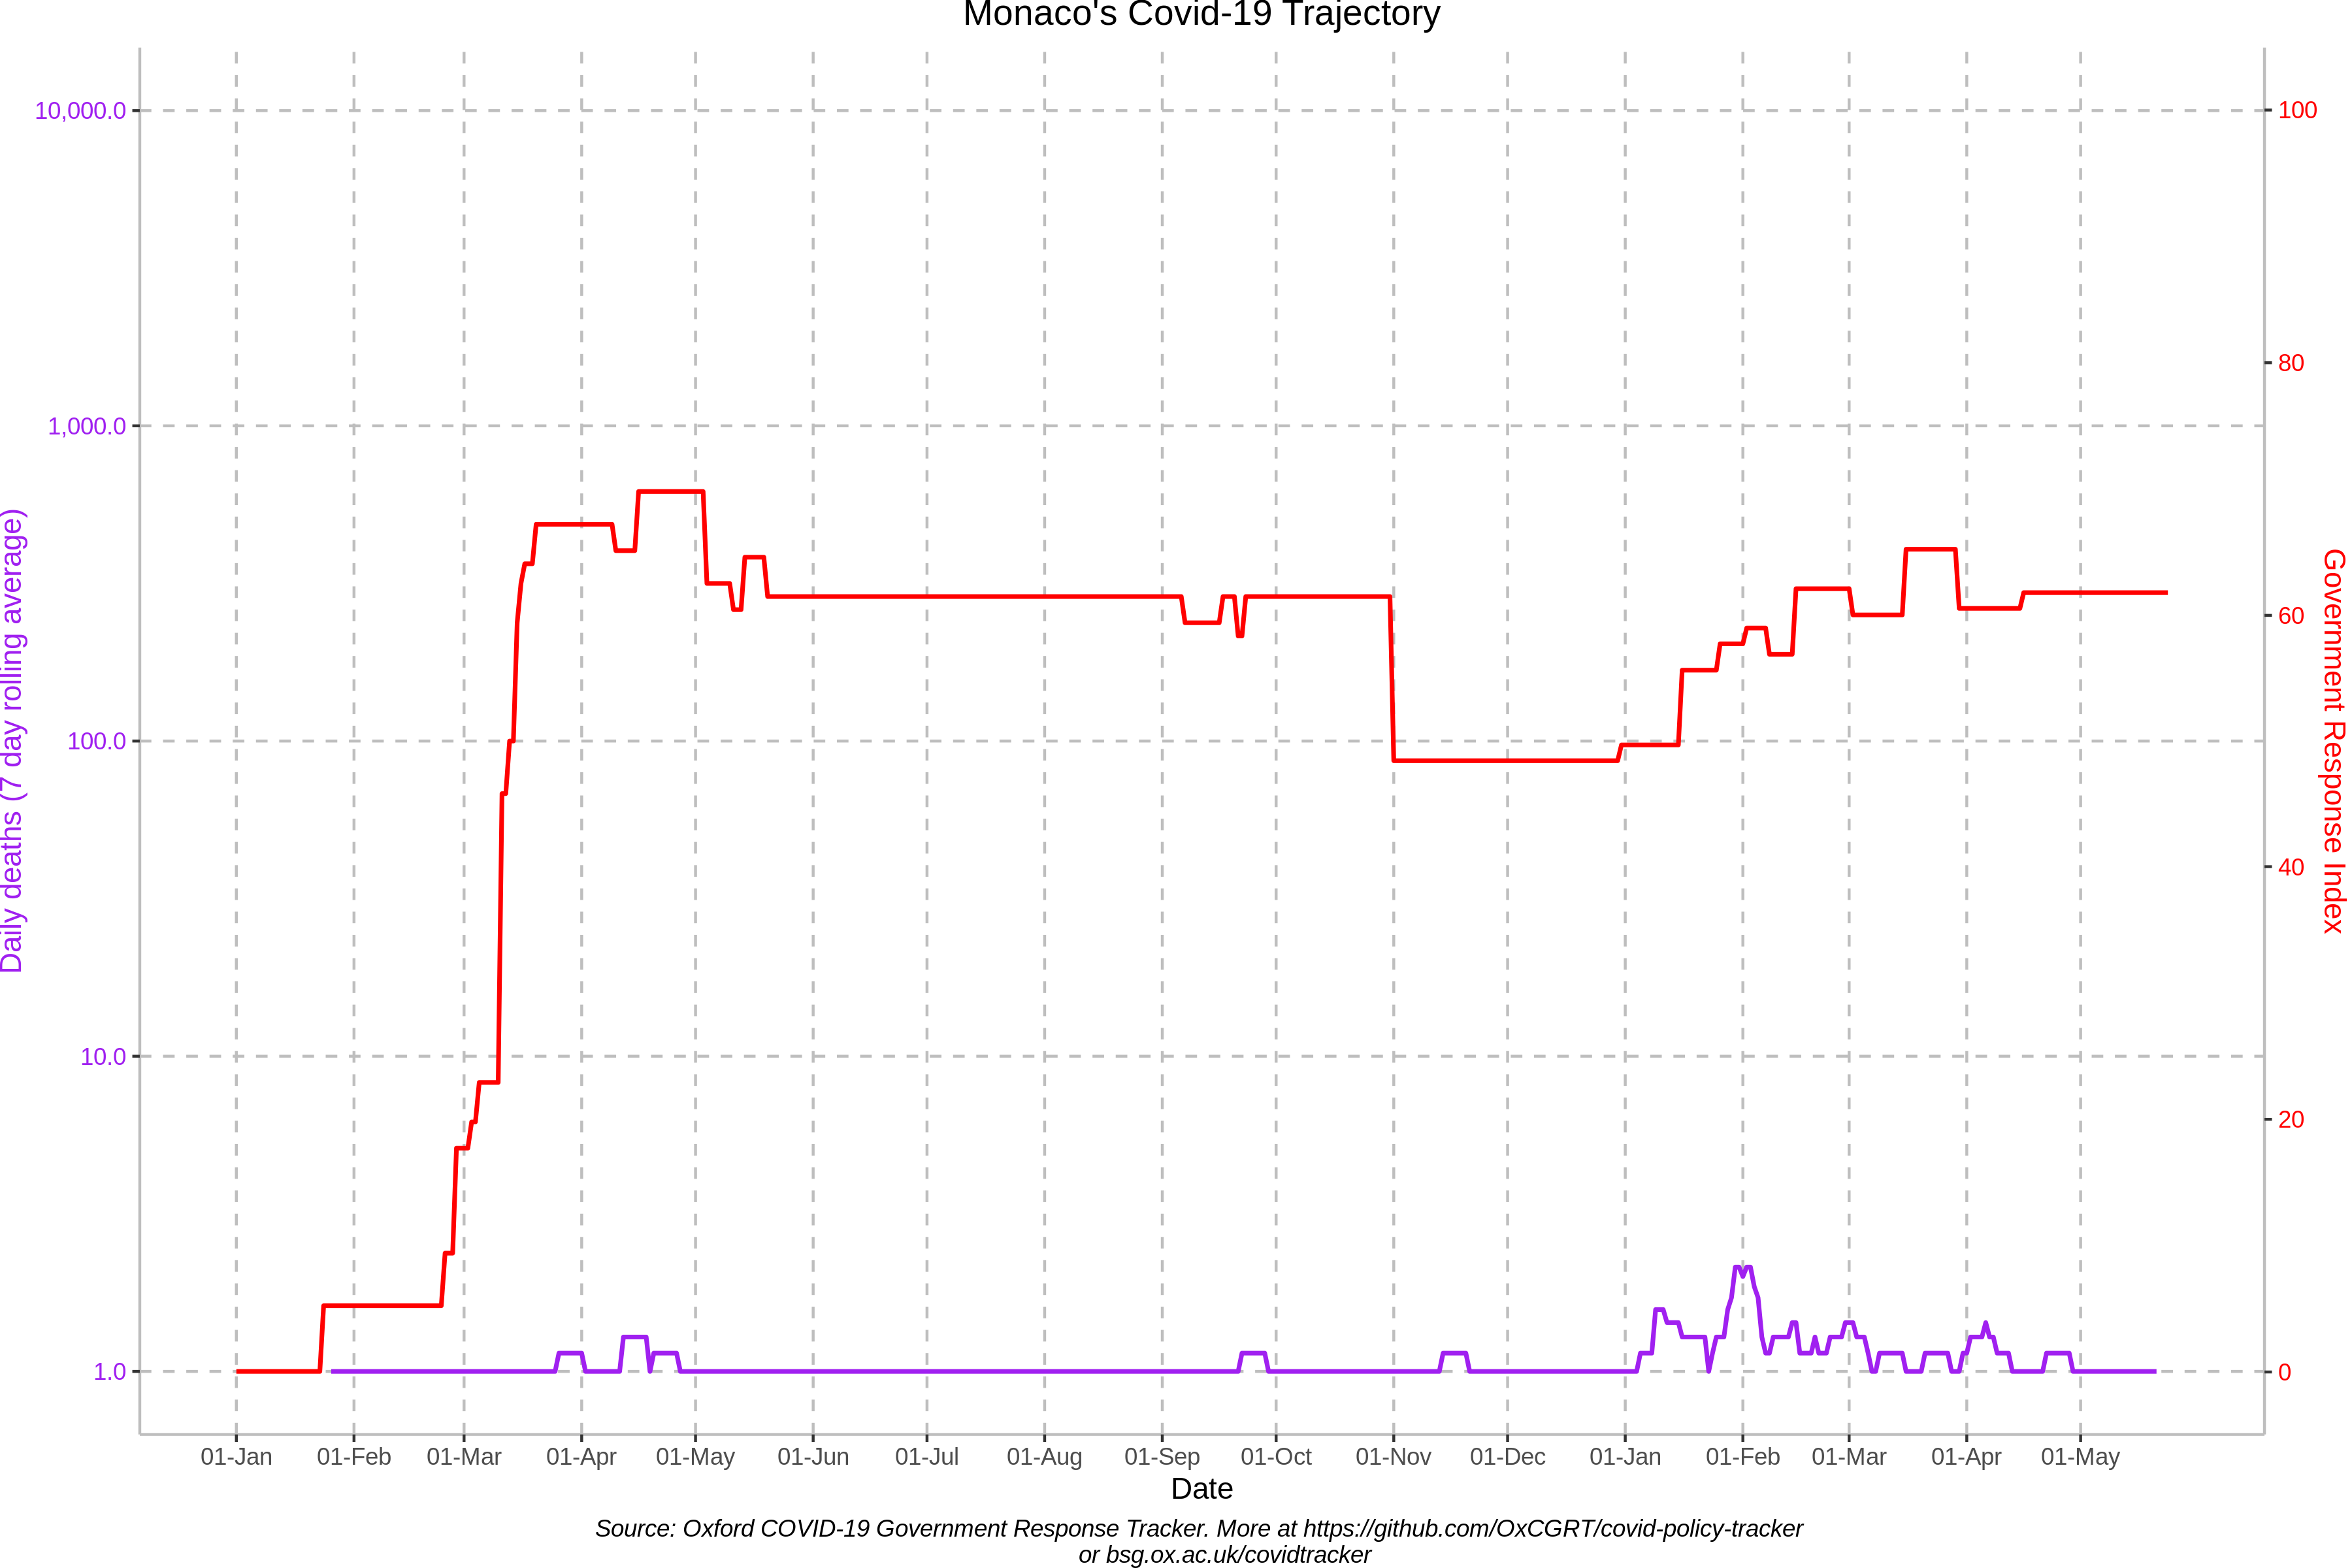 Monaco's Covid-19 Trajectory
10,000.0
1,000.0
100.0
10.0
1.0
Daily deaths (7 day rolling average)
100
80
60
40
20
0
Government Response Index
01-Jan 01-Feb 01-Mar 01-Apr 01-May 01-Jun 01-Jul 01-Aug 01-Sep 01-Oct 01-Nov 01-Dec 01-Jan 01-Feb 01-Mar 01-Apr 01-May
Date
Source: Oxford COVID-19 Government Response Tracker. More at https://github.com/OxCGRT/covid-policy-tracker
or bsg.ox.ac.uk/covidtracker